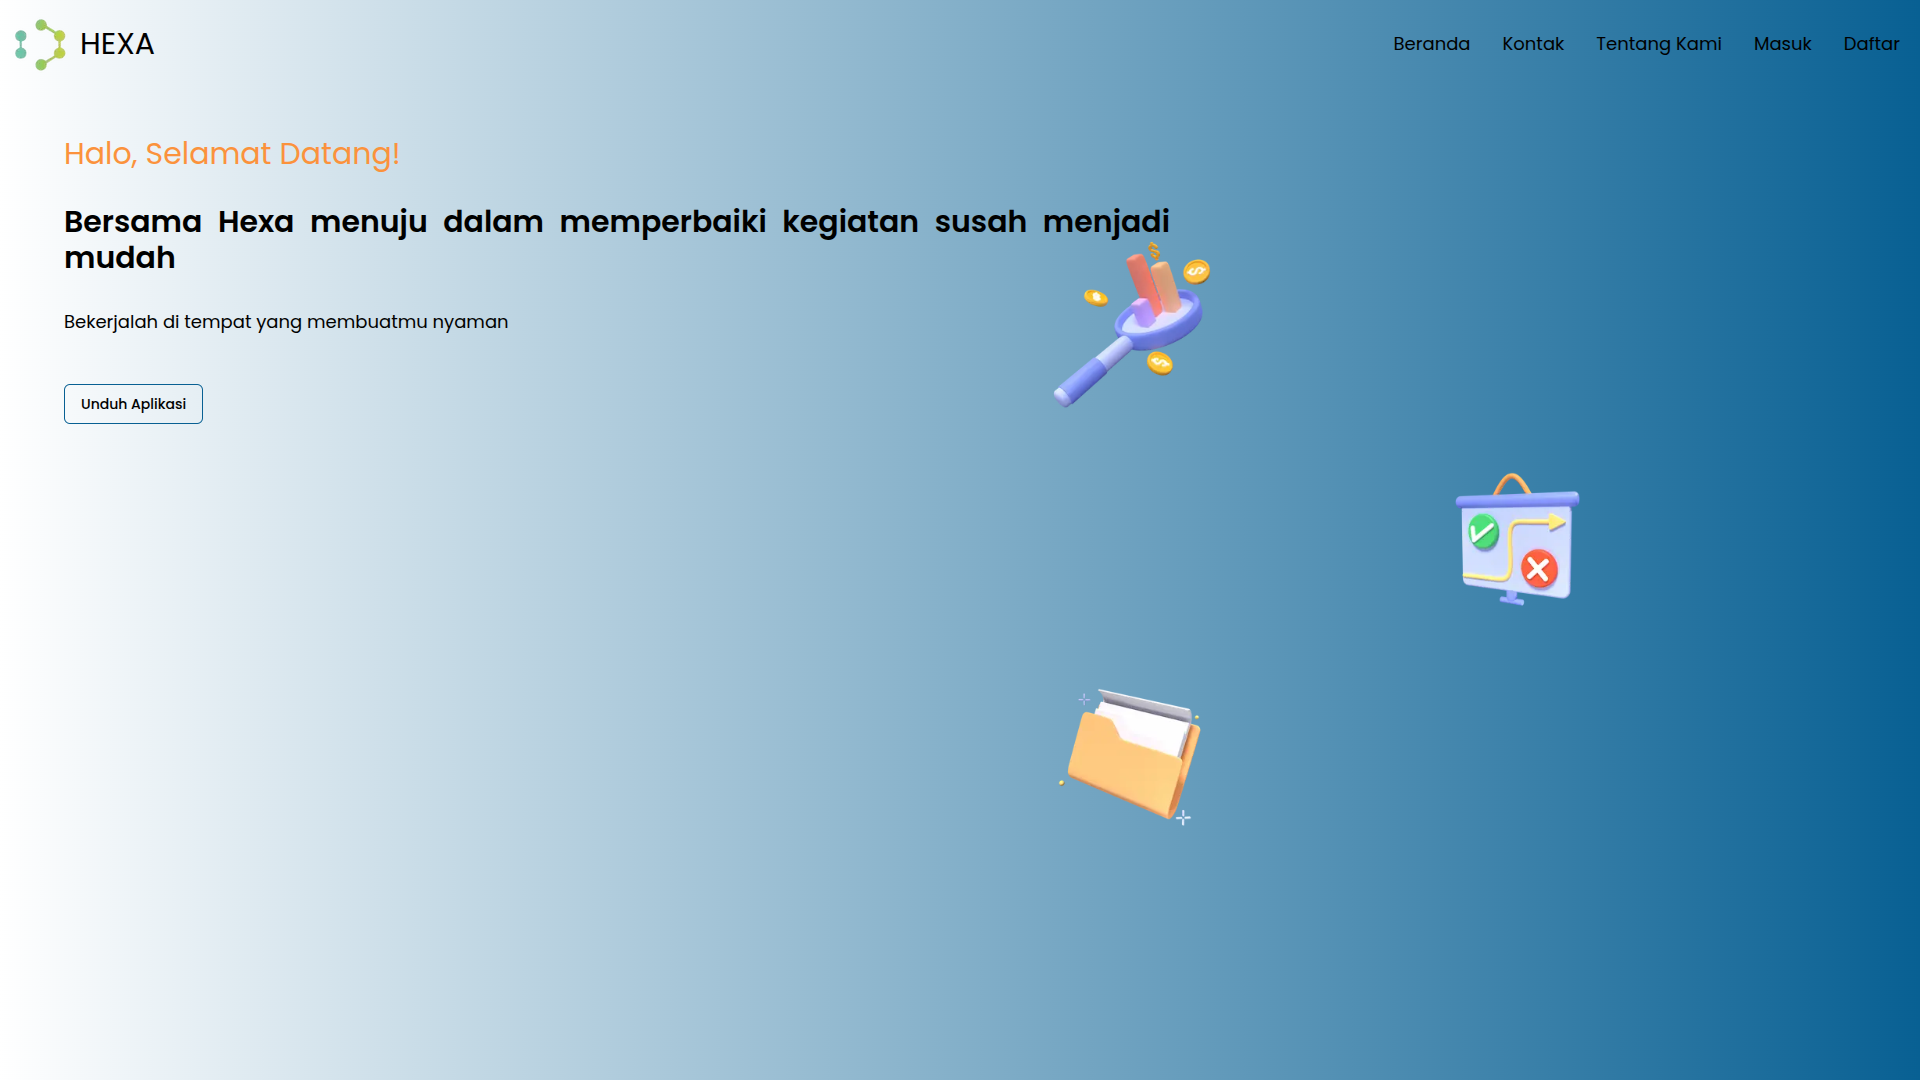 HEXA
Beranda Kontak Tentang Kami Masuk Daftar
Halo, Selamat Datang!
Bersama Hexa menuju dalam memperbaiki kegiatan susah menjadi
mudah
Bekerjalah di tempat yang membuatmu nyaman
Unduh Aplikasi